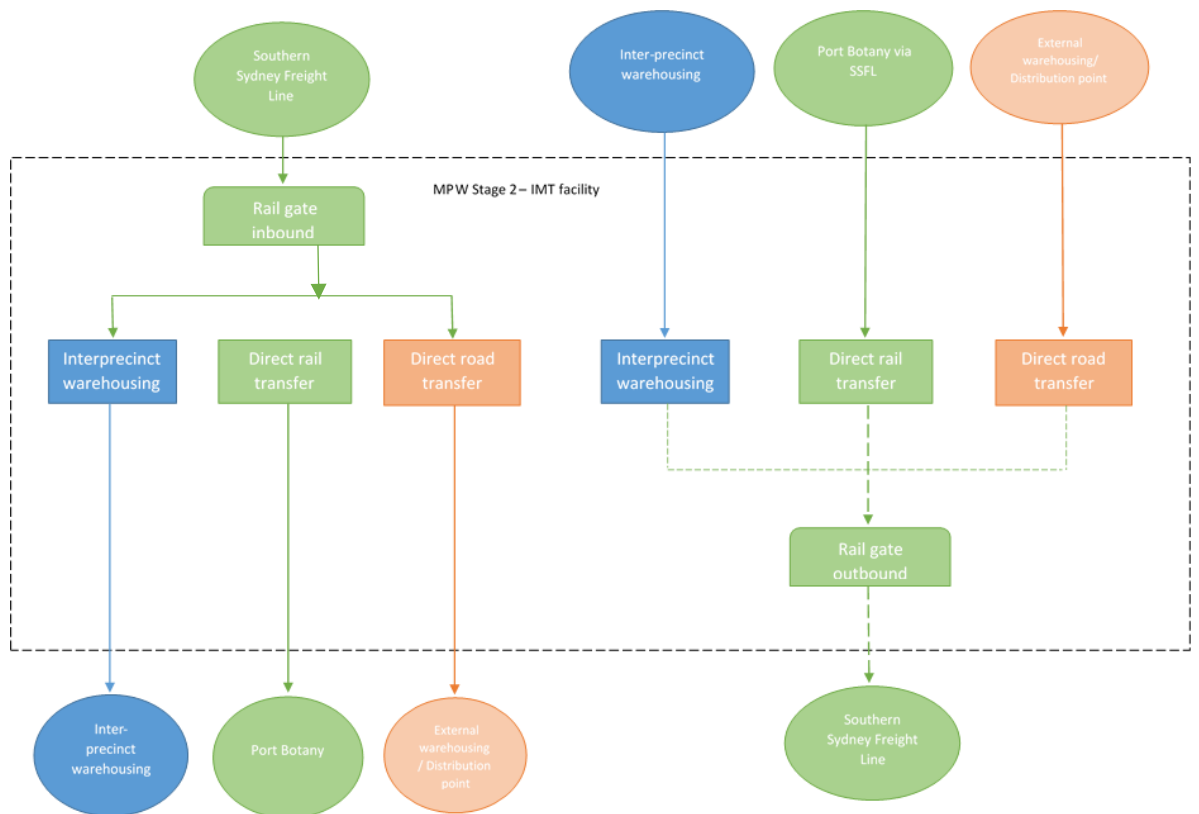 Southern
Sydney Freight
Line
Inter-precinct
warehousing
Port Botany via
SSFL
External
warehousing/
Distribution point
MPW Stage 2 – IMT facility
Rail gate
inbound
Interprecinct
warehousing
Direct rail
transfer
Direct road
transfer
Interprecinct
warehousing
Direct rail
transfer
Direct road
transfer
Rail gate
outbound
Inter-
precinct
warehousing
Port Botany
External
warehousing
/ Distribution
point
Southern
Sydney Freight
Line